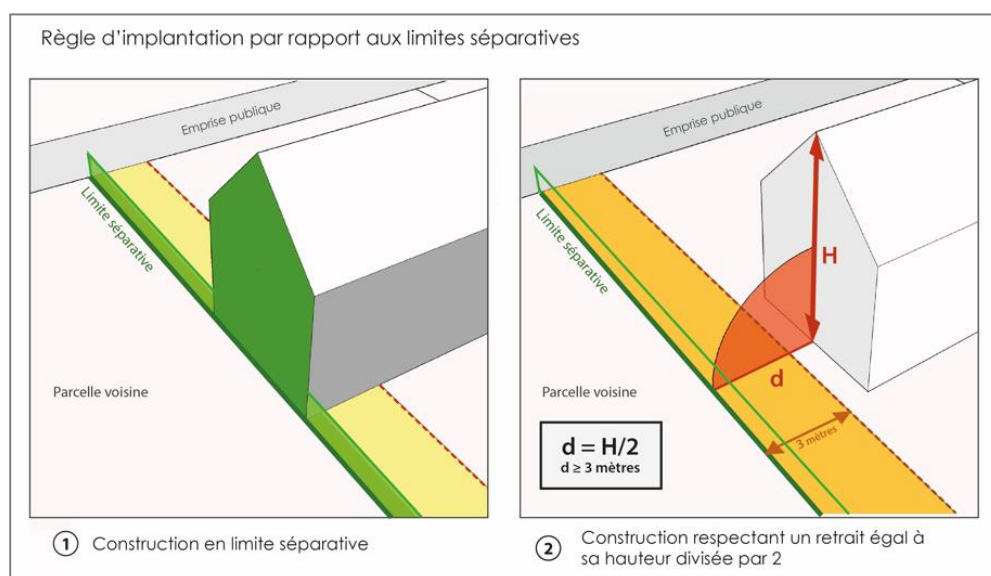 Règle d'implantation par rapport aux limites séparatives
Emprise publique
Limite séparative
Parcelle voisine
1 Construction en limite séparative
Emprise publique
Limite séparative
H
d
3 mètres
Parcelle voisine
d = H/2
d ≥ 3 mètres
2 Construction respectant un retrait égal à
sa hauteur divisée par 2